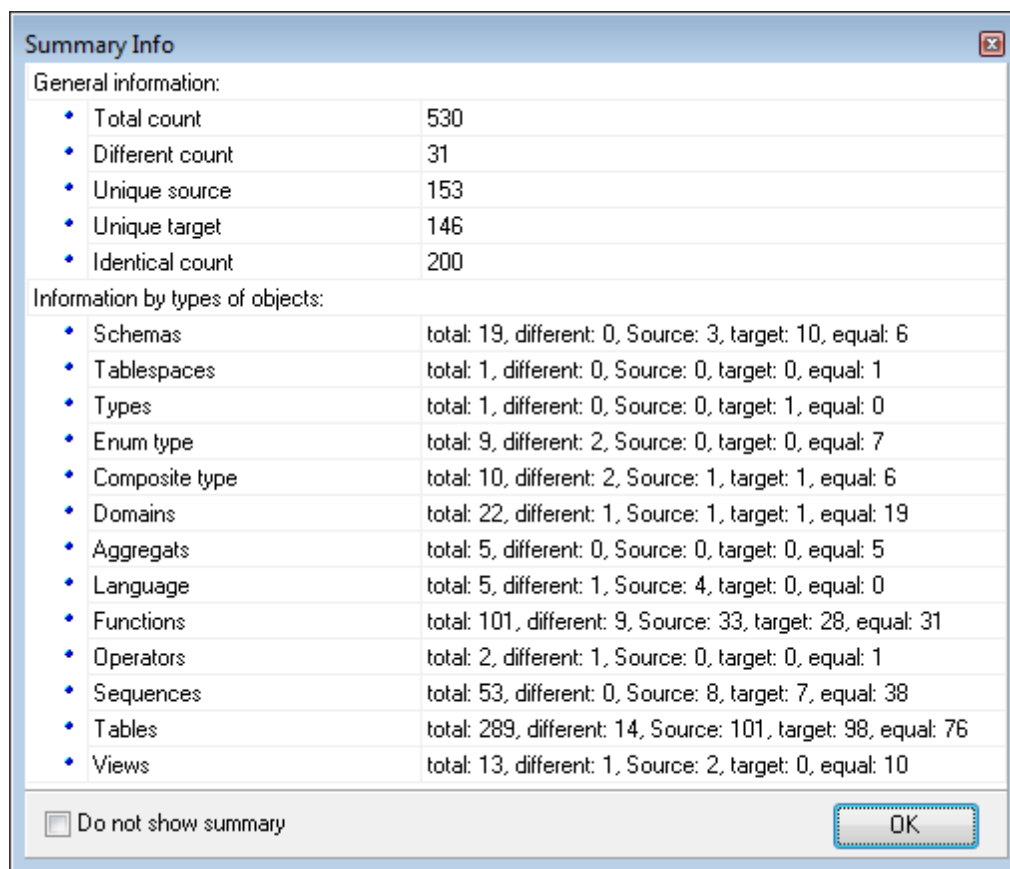 Summary Info
General information:
Total count 530
Different count 31
Unique source 153
Unique target 146
Identical count 200
Information by types of objects:
Schemas total: 19, different: 0, Source: 3, target: 10, equal: 6
Tablespaces total: 1, different: 0, Source: 0, target: 0, equal: 1
Types total: 1, different: 0, Source: 0, target: 1, equal: 0
Enum type total: 9, different: 2, Source: 0, target: 0, equal: 7
Composite type total: 10, different: 2, Source: 1, target: 1, equal: 6
Domains total: 22, different: 1, Source: 1, target: 1, equal: 19
Aggregats total: 5, different: 0, Source: 0, target: 0, equal: 5
Language total: 5, different: 1, Source: 4, target: 0, equal: 0
Functions total: 101, different: 9, Source: 33, target: 28, equal: 31
Operators total: 2, different: 1, Source: 0, target: 0, equal: 1
Sequences total: 53, different: 0, Source: 8, target: 7, equal: 38
Tables total: 289, different: 14, Source: 101, target: 98, equal: 76
Views total: 13, different: 1, Source: 2, target: 0, equal: 10
Do not show summary OK